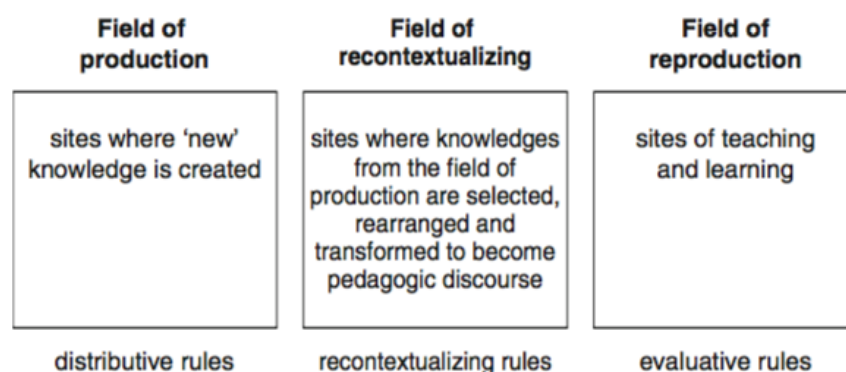 Field of
production
sites where ‘new’
knowledge is created
distributive rules
Field of
recontextualizing
sites where knowledges
from the field of
production are selected,
rearranged and
transformed to become
pedagogic discourse
recontextualizing rules
Field of
reproduction
sites of teaching
and learning
evaluative rules